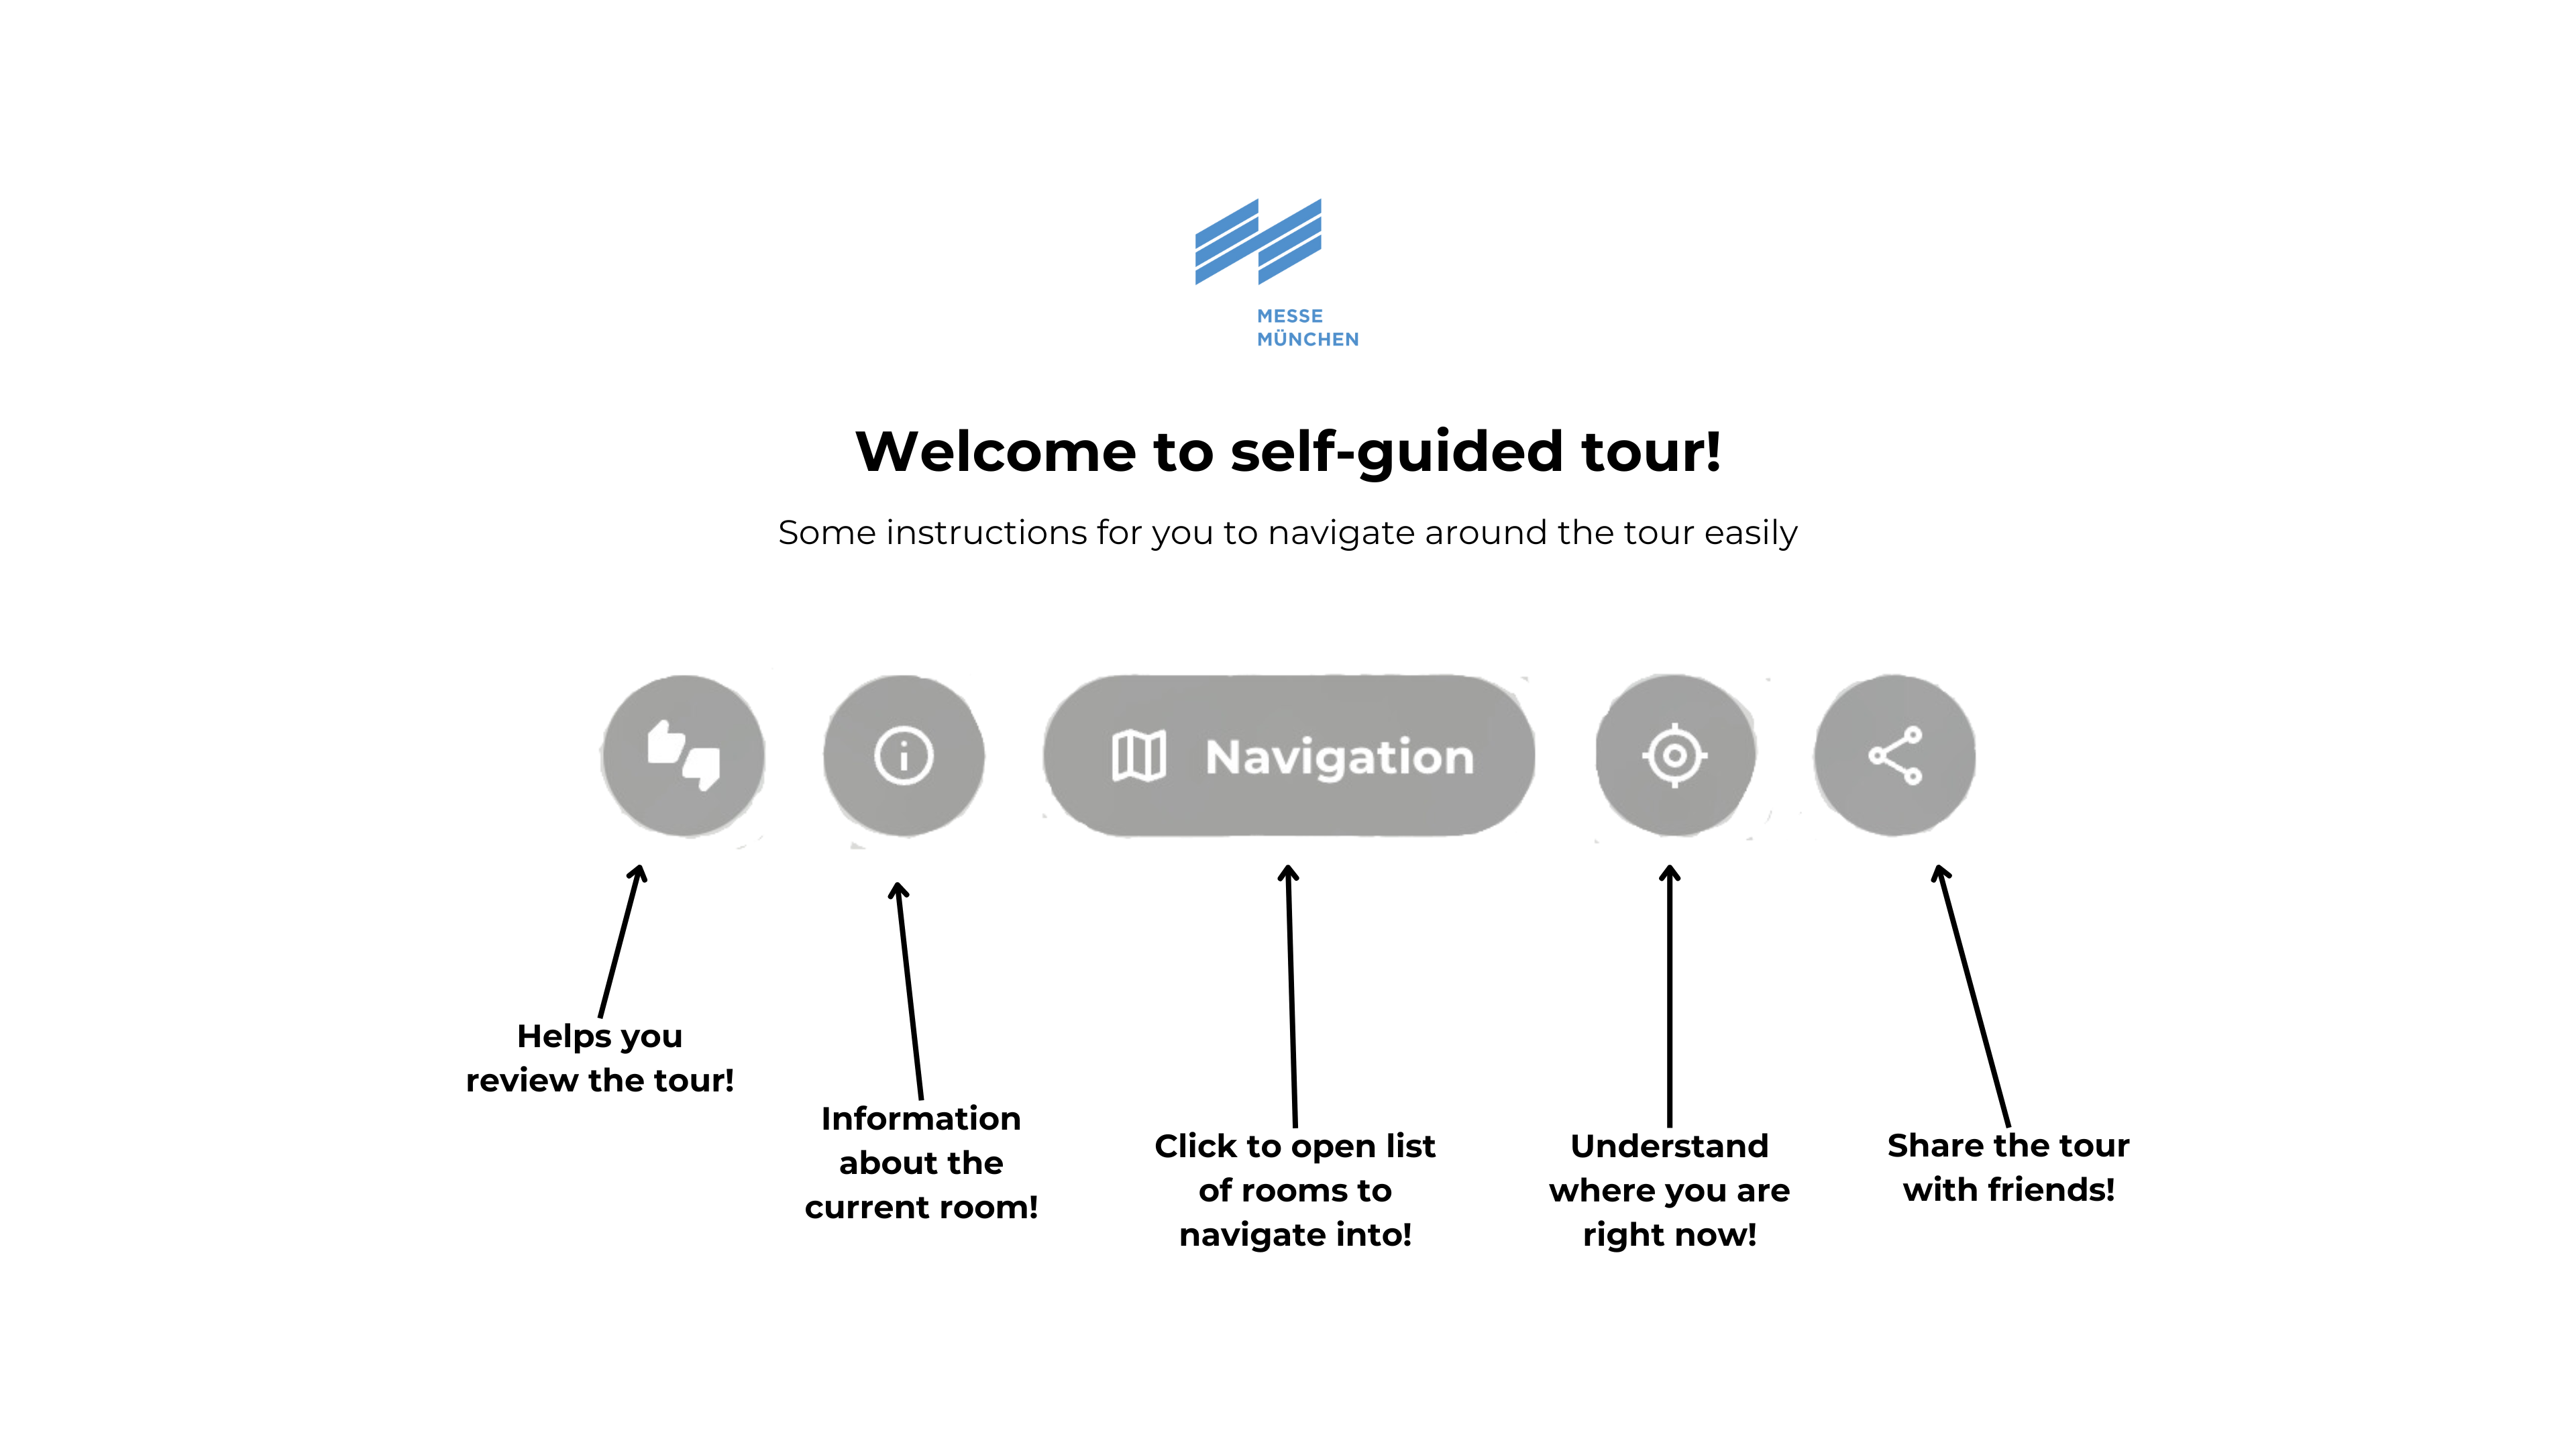 MESSE
MÜNCHEN
Welcome to self-guided tour!
Some instructions for you to navigate around the tour easily
Navigation
Helps you
review the tour!
Information
about the
current room!
Click to open list
of rooms to
navigate into!
Understand
where you are
right now!
Share the tour
with friends!